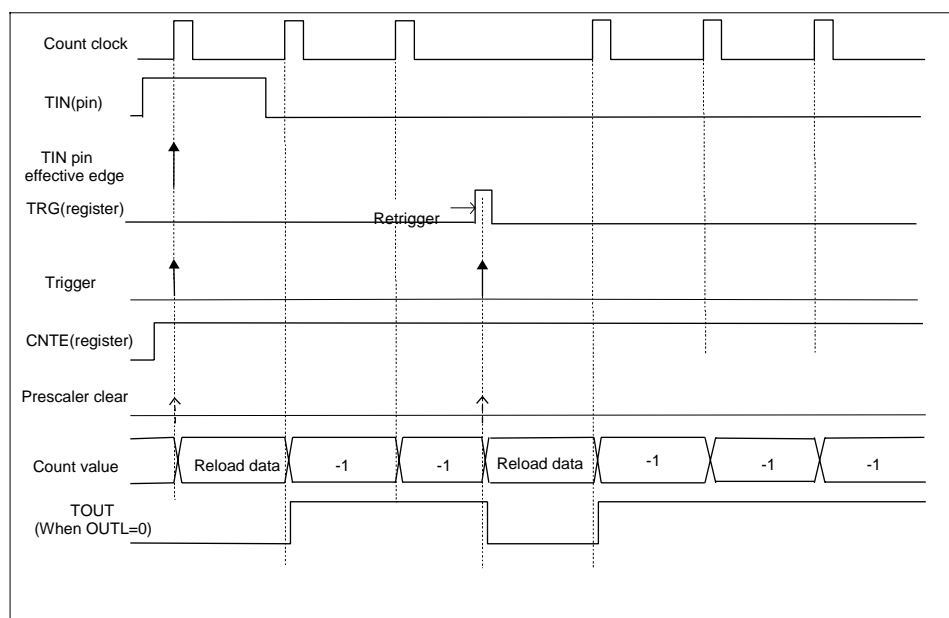 Count clock
TIN(pin)
TIN pin
effective edge
TRG(register)
Retrigger
Trigger
CNTE(register)
Prescaler clear
Count value
Reload data
-1
-1
Reload data
-1
-1
-1
TOUT
(When OUTL=0)